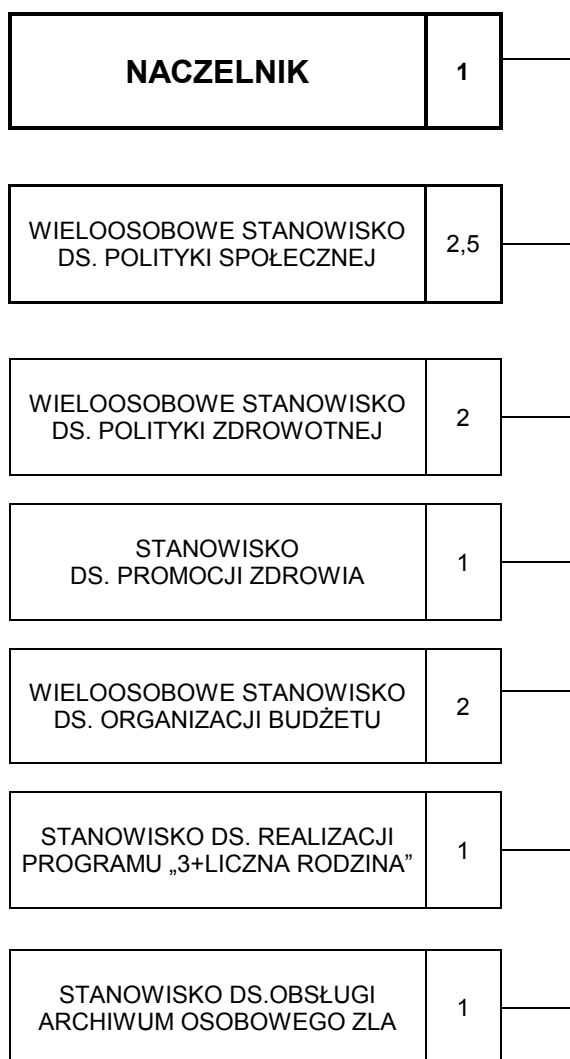 NACZELNIK
1
WIELOOSOBOWE STANOWISKO
DS. POLITYKI SPOŁECZNEJ
2,5
WIELOOSOBOWE STANOWISKO
DS. POLITYKI ZDROWOTNEJ
2
STANOWISKO
DS. PROMOCJI ZDROWIA
1
WIELOOSOBOWE STANOWISKO
DS. ORGANIZACJI BUDŻETU
2
STANOWISKO DS. REALIZACJI
PROGRAMU „3+LICZNA RODZINA”
1
STANOWISKO DS.OBSŁUGI
ARCHIWUM OSOBOWEGO ZLA
1